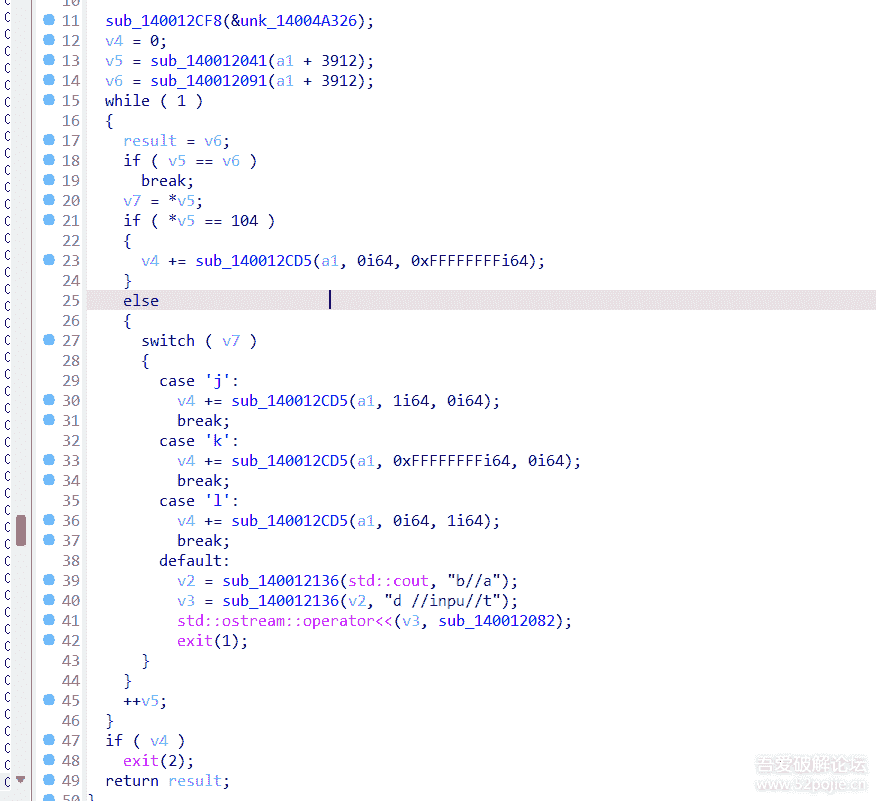 10
11 sub_140012CF8(&unk_14004A326);
12 v4 = 0;
13 v5 = sub_140012041(a1 + 3912);
14 v6 = sub_140012091(a1 + 3912);
15 while ( 1 )
16 {
17 result = v6;
18 if ( v5 == v6 )
19 break;
20 v7 = *v5;
21 if ( *v5 == 104 )
22 {
23 v4 += sub_140012CD5(a1, 0i64, 0xFFFFFFFFi64);
24 }
25 else
26 {
27 switch ( v7 )
28 {
29 case 'j':
30 v4 += sub_140012CD5(a1, 1i64, 0i64);
31 break;
32 case 'k':
33 v4 += sub_140012CD5(a1, 0xFFFFFFFFi64, 0i64);
34 break;
35 case 'l':
36 v4 += sub_140012CD5(a1, 0i64, 1i64);
37 break;
38 default:
39 v2 = sub_140012136(std::cout, "b//a");
40 v3 = sub_140012136(v2, "d //inpu//t");
41 std::ostream::operator<<(v3, sub_140012082);
42 exit(1);
43 }
44 }
45 ++v5;
46 }
47 if ( v4 )
48 exit(2);
49 return result;
50 }
吾爱破解论坛
www.52pojie.cn